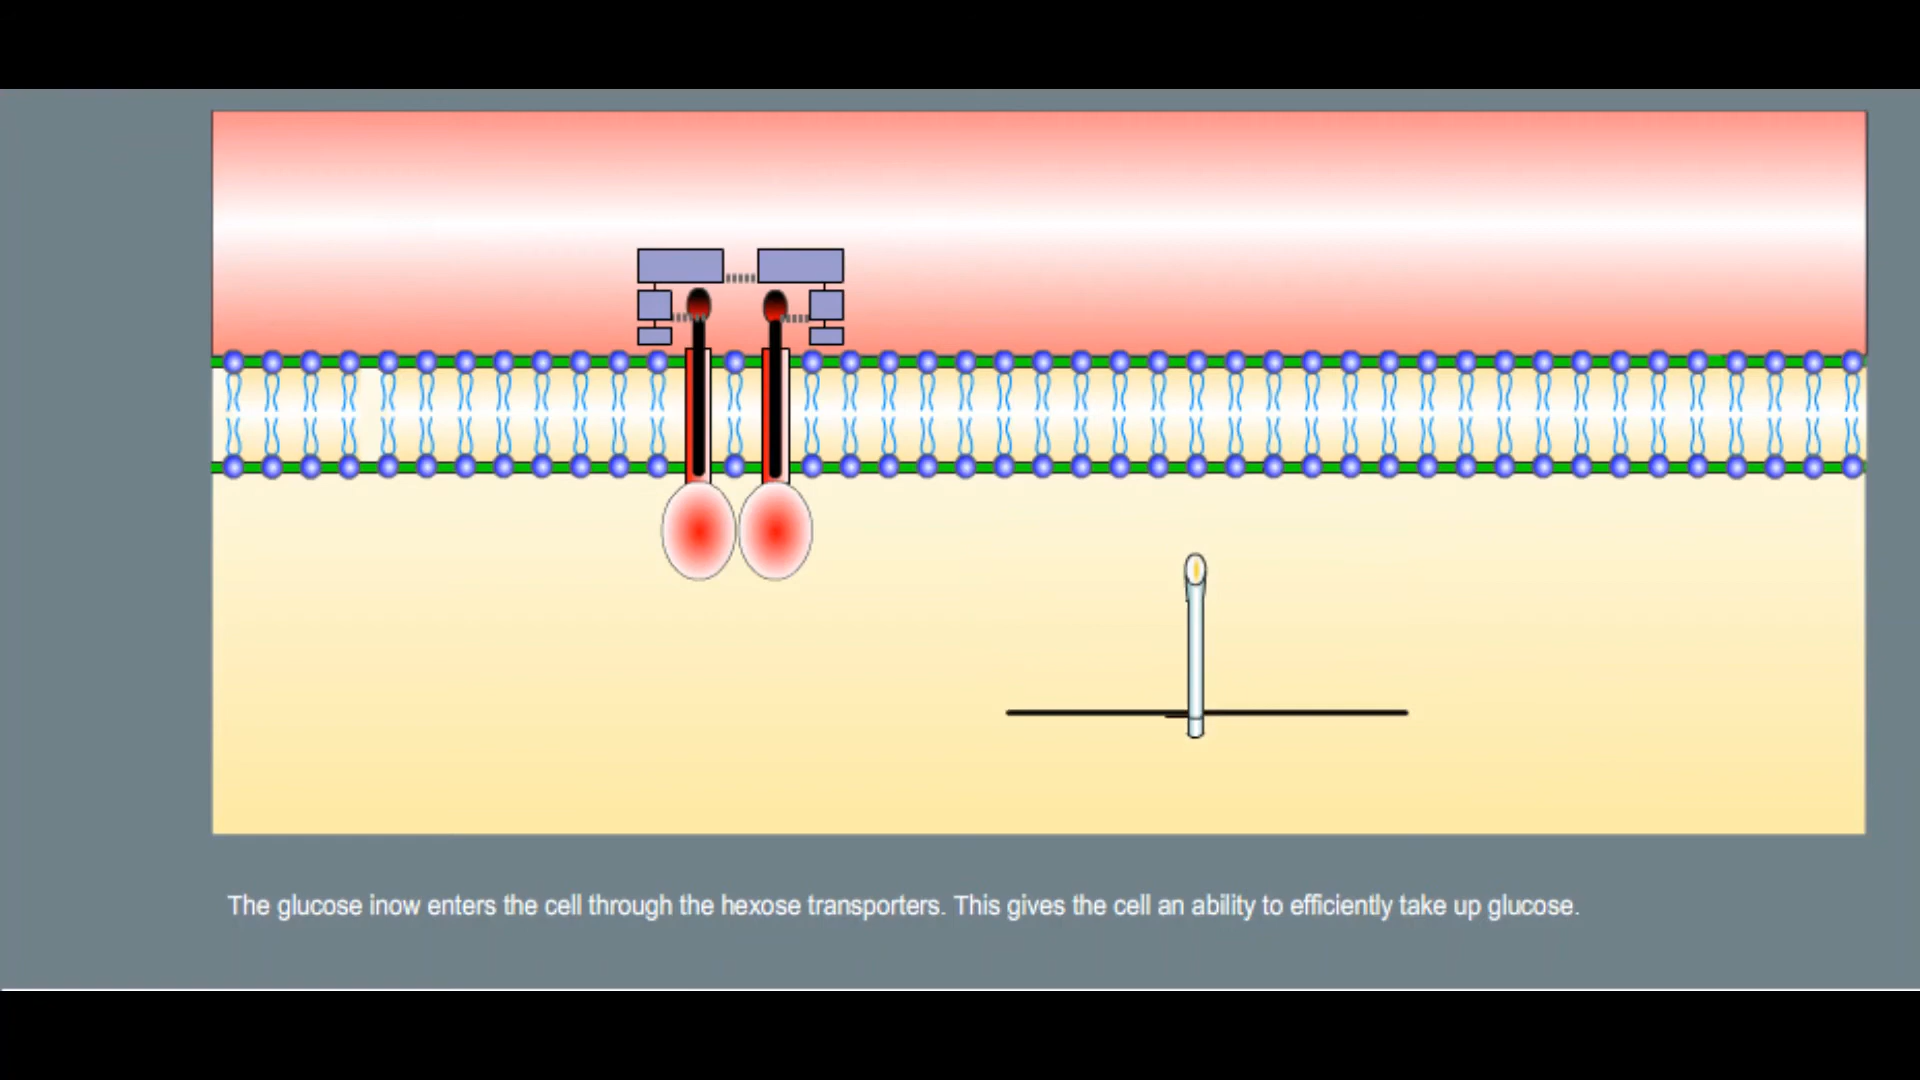 The glucose inow enters the cell through the hexose transporters. This gives the cell an ability to efficiently take up glucose.